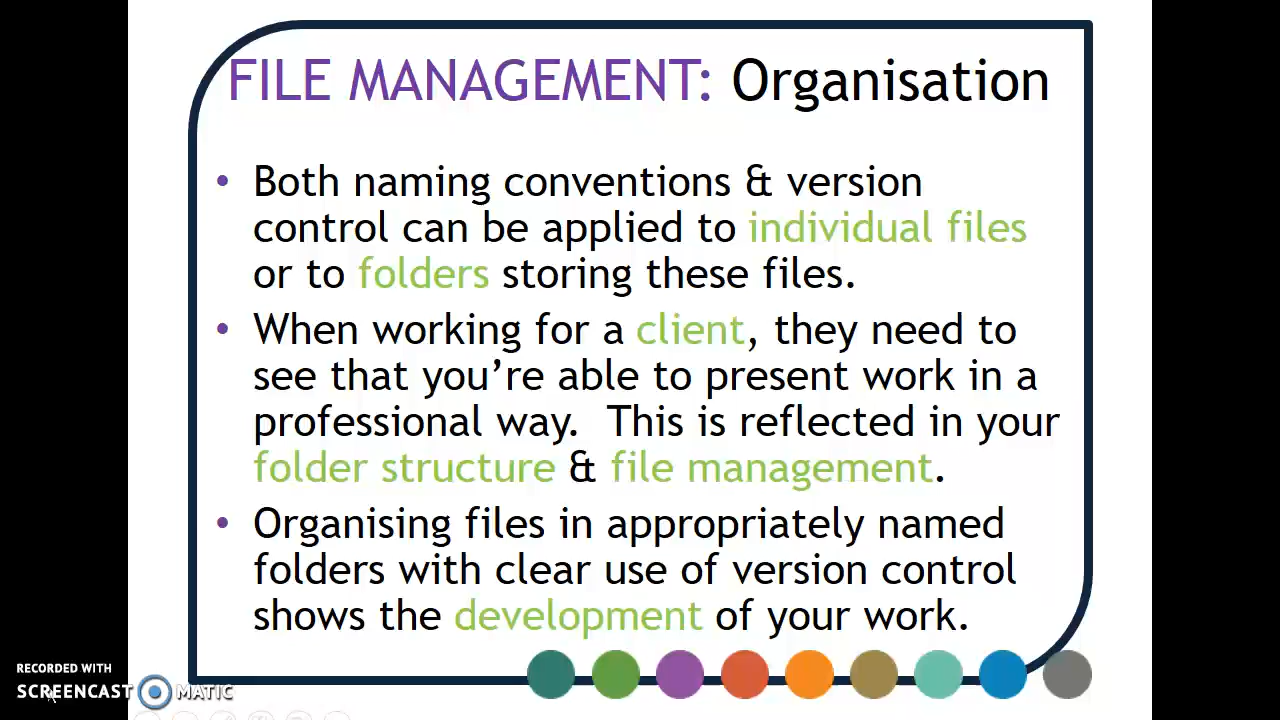 FILE MANAGEMENT: Organisation
• Both naming conventions & version
control can be applied to individual files
or to folders storing these files.
• When working for a client, they need to
see that you’re able to present work in a
professional way.  This is reflected in your
folder structure & file management.
• Organising files in appropriately named
folders with clear use of version control
shows the development of your work.
RECORDED WITH
SCREENCAST MATIC